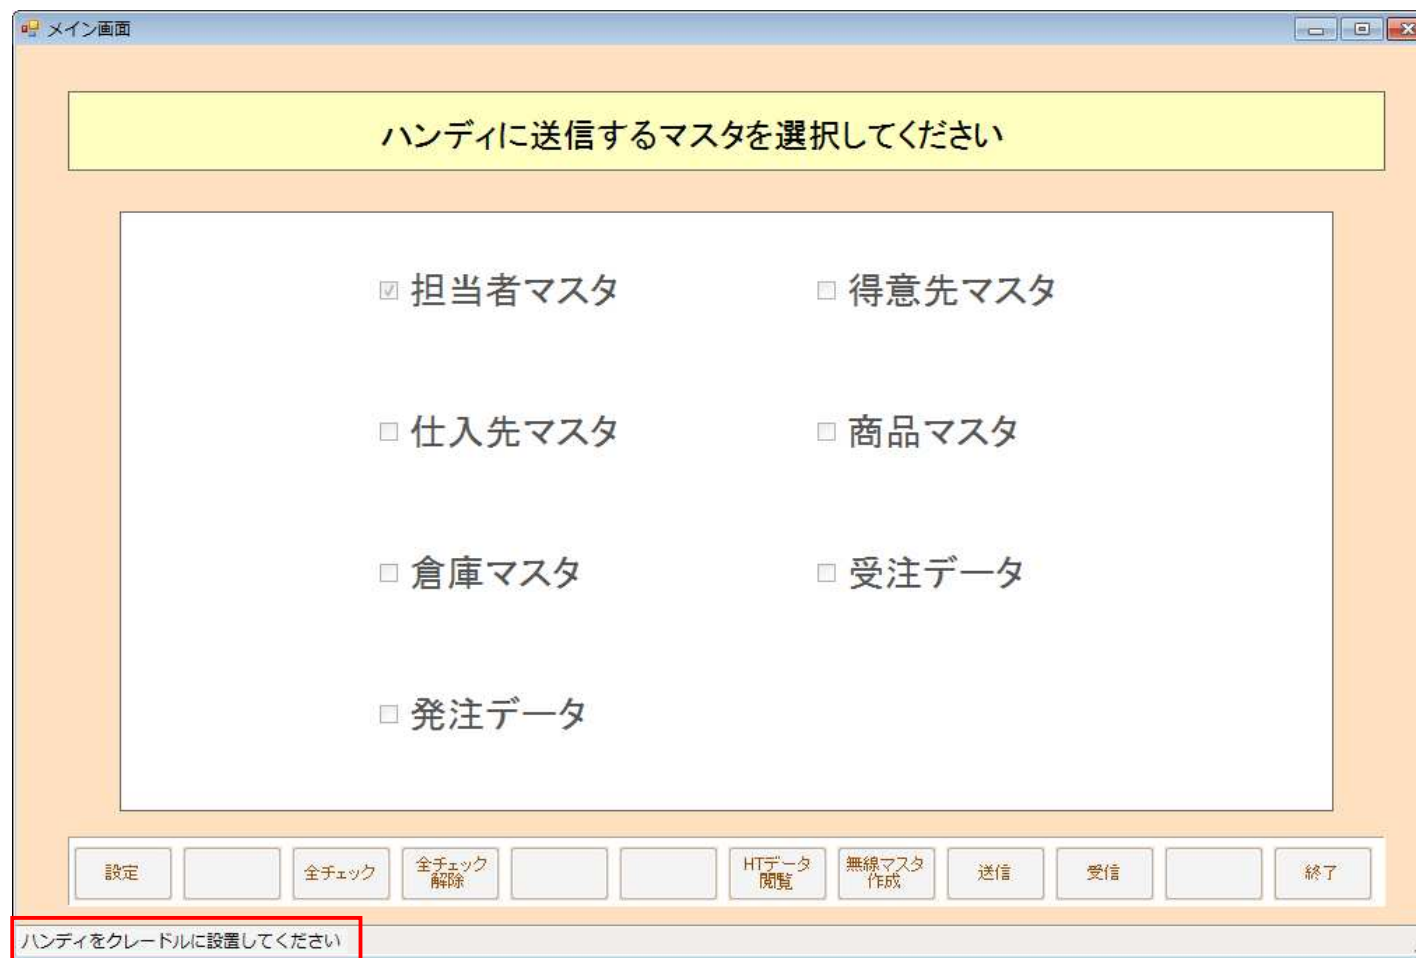 メイン画面
ハンディに送信するマスタを選択してください
担当者マスタ
得意先マスタ
仕入先マスタ
商品マスタ
倉庫マスタ
受注データ
発注データ
設定
全チェック
全チェック
解除
HTデータ
閲覧
無線マスタ
作成
送信
受信
終了
ハンディをクレードルに設置してください